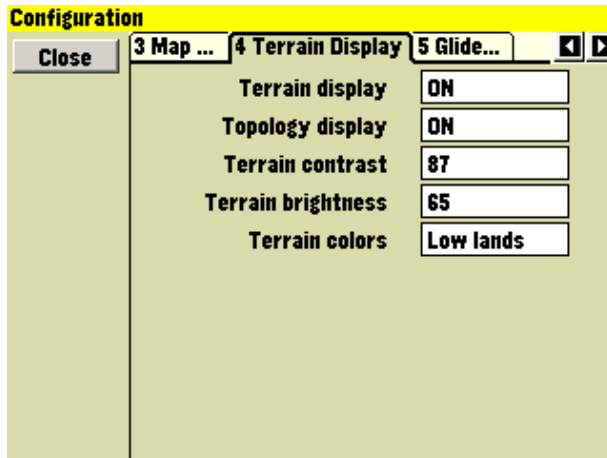 Configuration
Close
3 Map ...
4 Terrain Display
5 Glide...
Terrain display ON
Topology display ON
Terrain contrast 87
Terrain brightness 65
Terrain colors Low lands